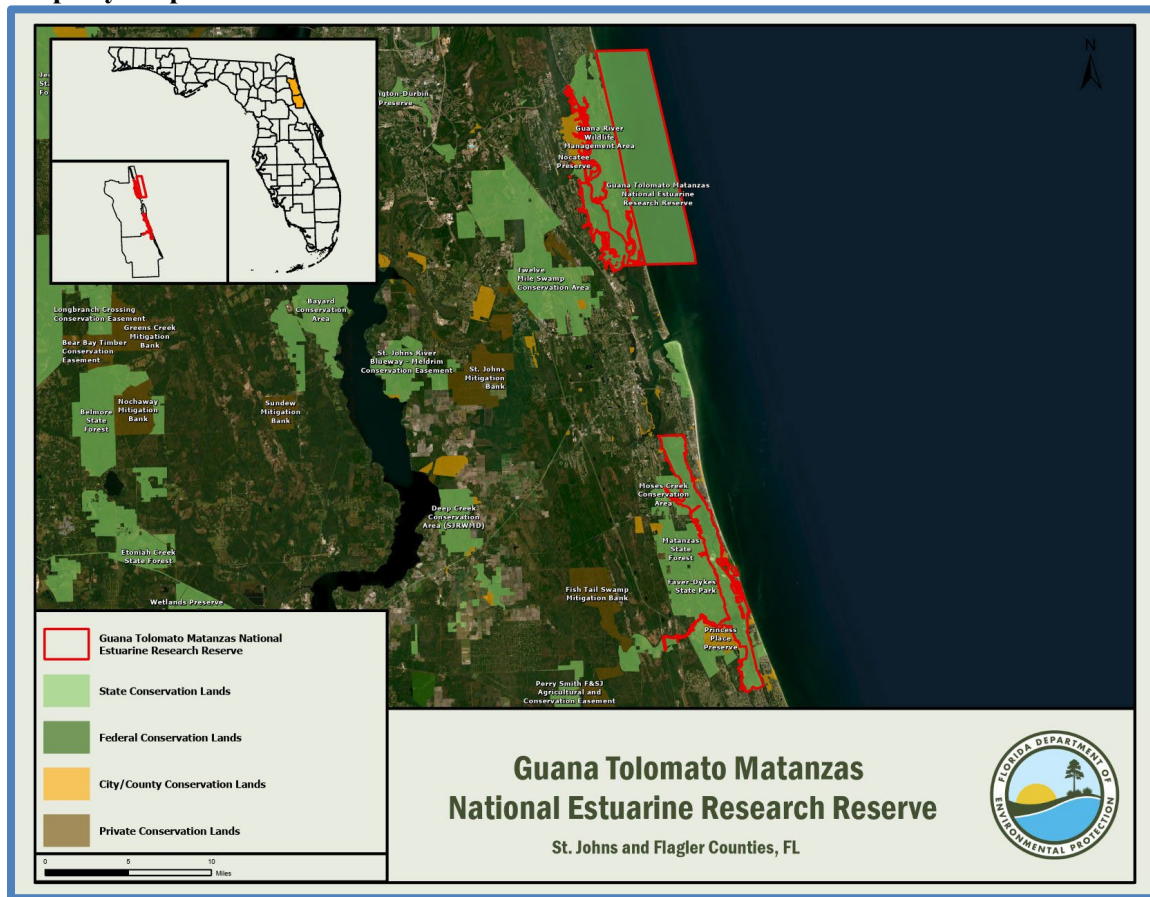 N
Guana River
Wildlife
Management Area
Nocatee
Preserve
Guana Tolomato Matanzas
National Estuarine
Research Reserve
Twelve
Mile Swamp
Conservation Area
Longbranch Crossing
Conservation Easement
Greens Creek
Mitigation
Bank
Bear Bay Timber
Conservation
Easement
Bayard
Conservation
Area
St. Johns River
Blueway - Meldrim
Conservation Easement
St. Johns
Mitigation
Bank
Nochaway
Mitigation
Bank
Belmore
State
Forest
Sundew
Mitigation
Bank
Moses Creek
Conservation
Area
Deep Creek
Conservation
Area (SJRWMD)
Matanzas
State
Forest
Etoniah Creek
State Forest
Faver-Dykes
State Park
Fish Tail Swamp
Mitigation Bank
Wetlands Preserve
Princess
Place
Preserve
Perry Smith F&SJ
Agricultural and
Conservation Easement
Guana Tolomato Matanzas National
Estuarine Research Reserve
State Conservation Lands
Federal Conservation Lands
City/County Conservation Lands
Private Conservation Lands
0 5 10
Miles
Guana Tolomato Matanzas
National Estuarine Research Reserve
St. Johns and Flagler Counties, FL
FLORIDA DEPARTMENT OF
ENVIRONMENTAL PROTECTION